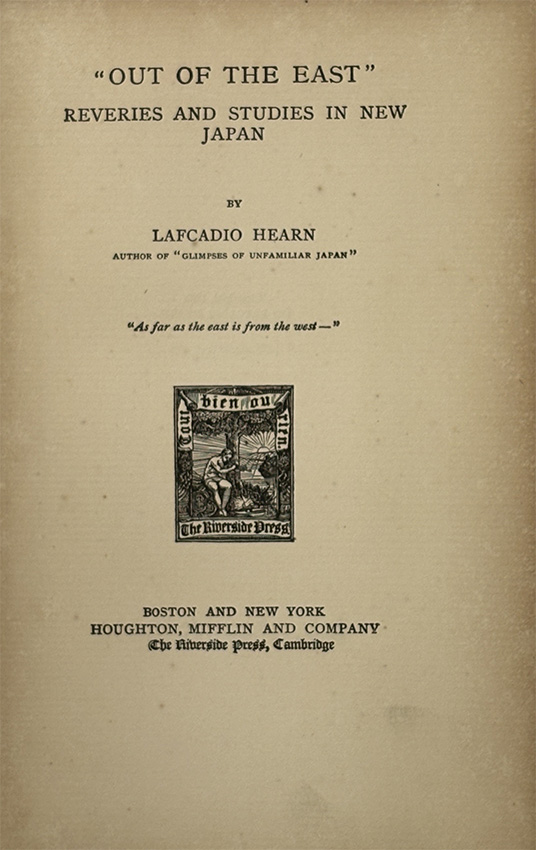 “OUT OF THE EAST”
REVERIES AND STUDIES IN NEW
JAPAN
BY
LAFCADIO HEARN
AUTHOR OF “GLIMPSES OF UNFAMILIAR JAPAN”
“As far as the east is from the west—”
Tout bien ou rien.
The Riverside Press
BOSTON AND NEW YORK
HOUGHTON, MIFFLIN AND COMPANY
The Riverside Press, Cambridge